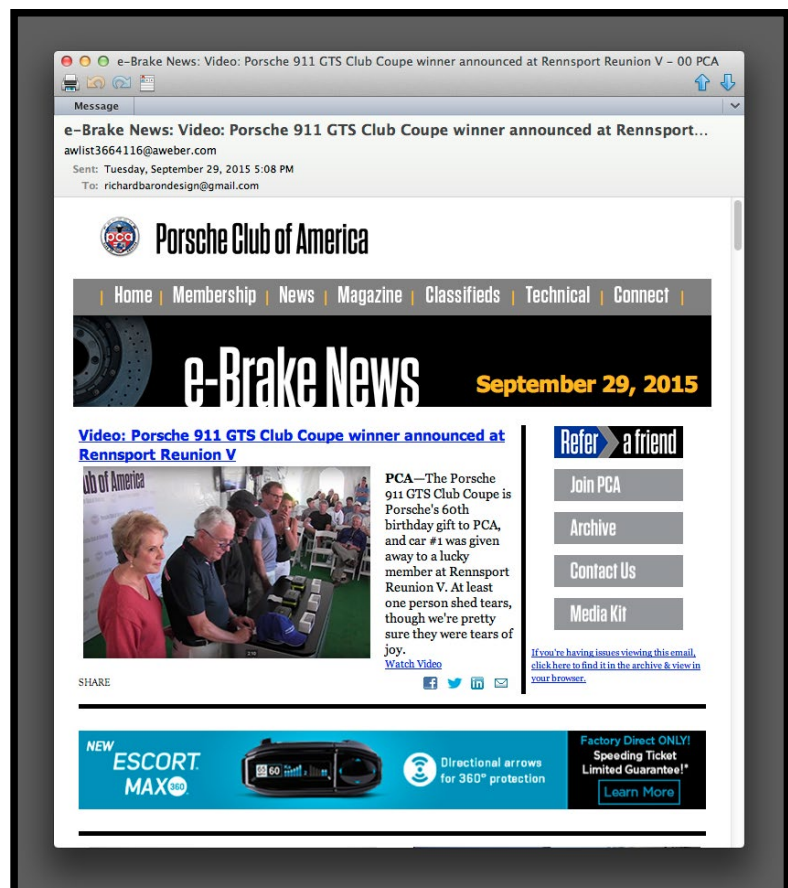 e-Brake News: Video: Porsche 911 GTS Club Coupe winner announced at Rennsport Reunion V – 00 PCA
Message
e-Brake News: Video: Porsche 911 GTS Club Coupe winner announced at Rennsport...
awlist3664116@aweber.com
Sent: Tuesday, September 29, 2015 5:08 PM
To: richardbarondesign@gmail.com
pca
Porsche Club of America
| Home | Membership | News | Magazine | Classifieds | Technical | Connect |
e-Brake News
September 29, 2015
Video: Porsche 911 GTS Club Coupe winner announced at
Rennsport Reunion V
ub of America
PCA—The Porsche
911 GTS Club Coupe is
Porsche's 60th
birthday gift to PCA,
and car #1 was given
away to a lucky
member at Rennsport
Reunion V. At least
one person shed tears,
though we're pretty
sure they were tears of
joy.
Watch Video
SHARE
Refer a friend
Join PCA
Archive
Contact Us
Media Kit
If you're having issues viewing this email,
click here to find it in the archive & view in
your browser.
NEW
ESCORT
MAX 360
60
Directional arrows
for 360° protection
Factory Direct ONLY!
Speeding Ticket
Limited Guarantee!*
Learn More